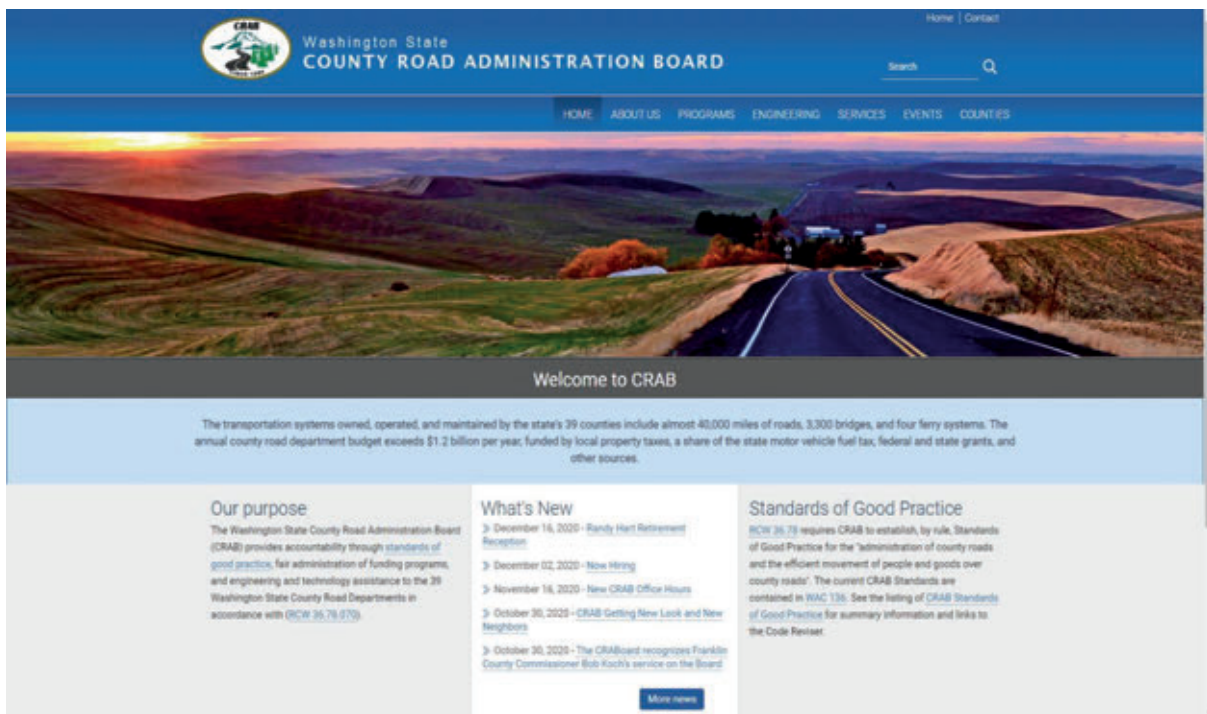 Home | Contact
CRAB
Washington State
COUNTY ROAD ADMINISTRATION BOARD
Search
HOME ABOUT US PROGRAMS ENGINEERING SERVICES EVENTS COUNTIES
Welcome to CRAB
The transportation systems owned, operated, and maintained by the state's 39 counties include almost 40,000 miles of roads, 3,300 bridges, and four ferry systems. The
annual county road department budget exceeds $1.2 billion per year, funded by local property taxes, a share of the state motor vehicle fuel tax, federal and state grants, and
other sources.
Our purpose
The Washington State County Road Administration Board
(CRAB) provides accountability through standards of
good practice, fair administration of funding programs,
and engineering and technology assistance to the 39
Washington State County Road Departments in
accordance with (RCW 36.78.070).
What's New
December 16, 2020 - Randy Hart Retirement
Reception
December 02, 2020 - Now Hiring
November 16, 2020 - New CRAB Office Hours
October 30, 2020 - CRAB Getting New Look and New
Neighbors
October 30, 2020 - The CRABoard recognizes Franklin
County Commissioner Bob Koch's service on the Board
More news
Standards of Good Practice
RCW 36.78 requires CRAB to establish, by rule, Standards
of Good Practice for the "administration of county roads
and the efficient movement of people and goods over
county roads". The current CRAB Standards are
contained in WAC 136. See the listing of CRAB Standards
of Good Practice for summary information and links to
the Code Reviser.